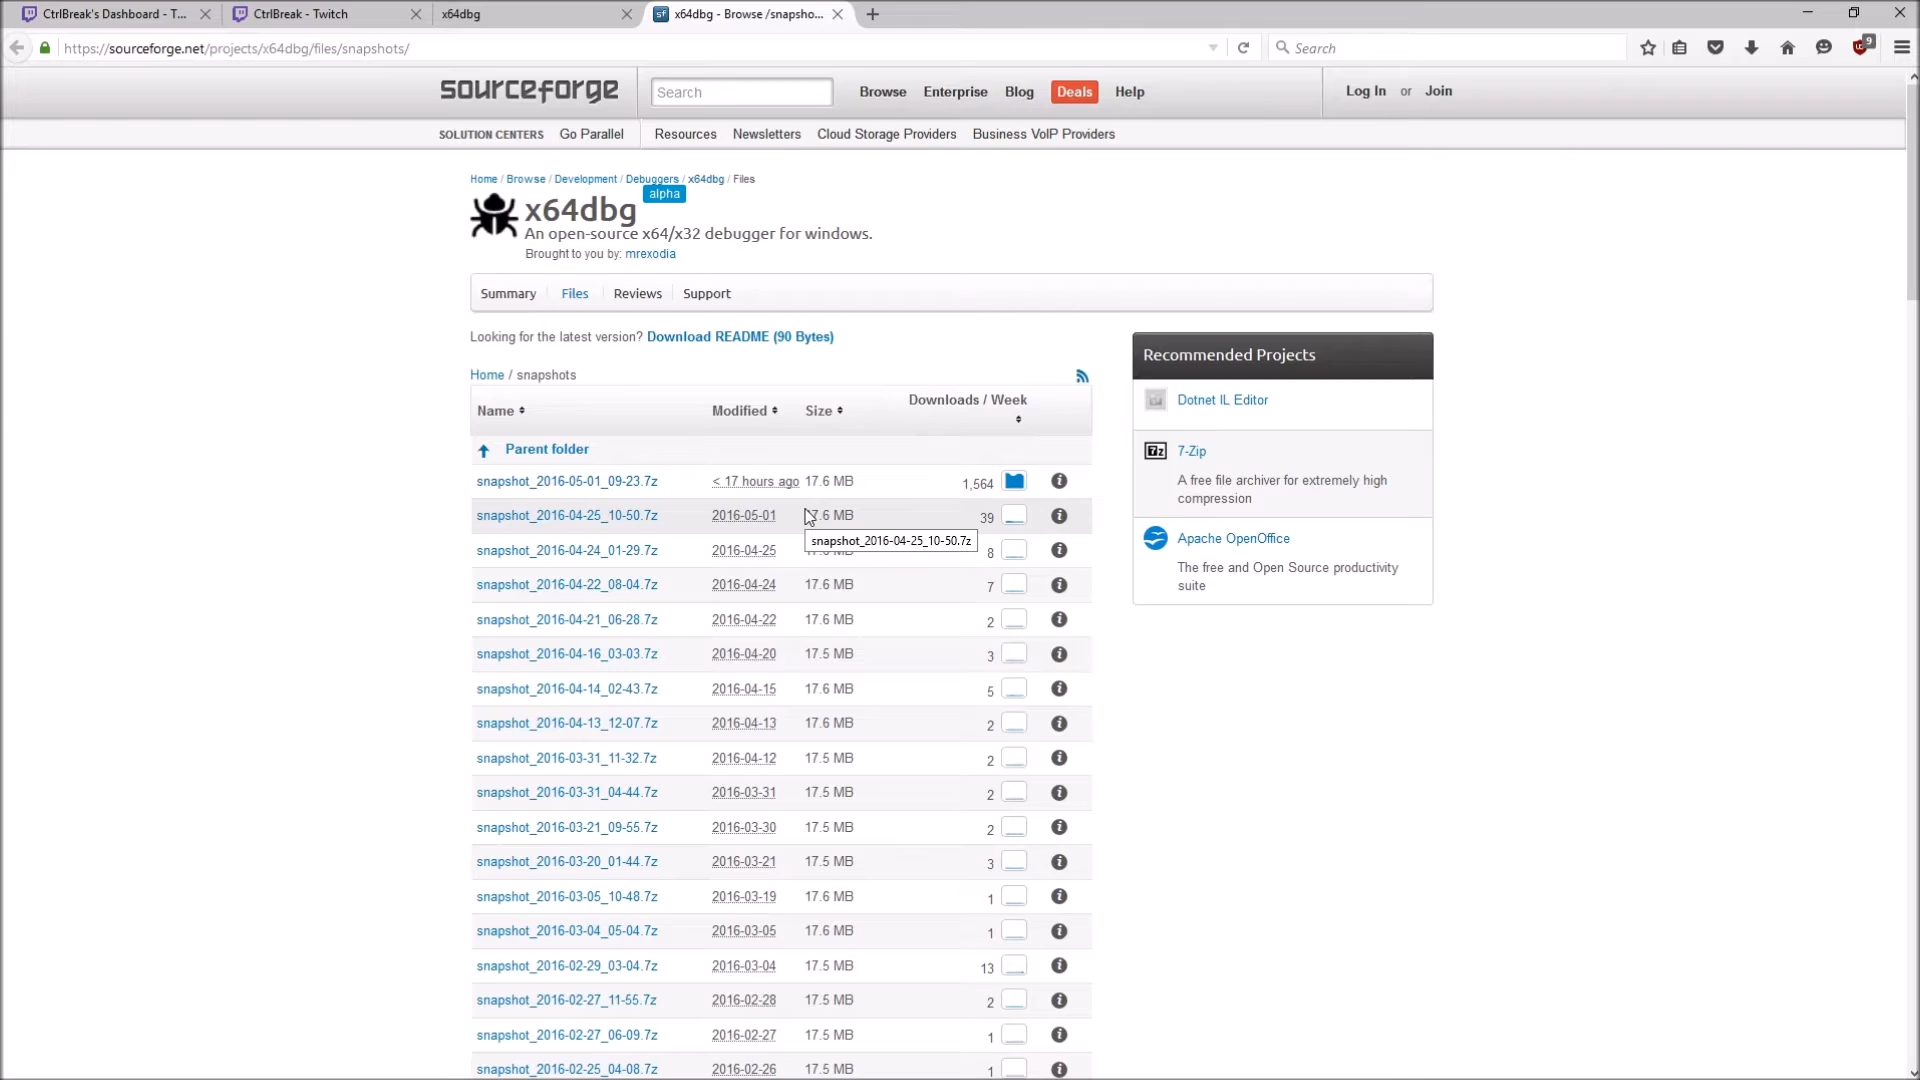 CtrlBreak's Dashboard - T...
CtrlBreak - Twitch
x64dbg
sf x64dbg - Browse /snapsho...
https://sourceforge.net/projects/x64dbg/files/snapshots/
Search
9
sourceforge
Search
Browse Enterprise Blog Deals Help
Log In or Join
SOLUTION CENTERS Go Parallel Resources Newsletters Cloud Storage Providers Business VoIP Providers
Home / Browse / Development / Debuggers / x64dbg / Files
alpha
x64dbg
An open-source x64/x32 debugger for windows.
Brought to you by: mrexodia
Summary Files Reviews Support
Looking for the latest version? Download README (90 Bytes)
Home / snapshots
Name Modified Size Downloads / Week
Parent folder
snapshot_2016-05-01_09-23.7z < 17 hours ago 17.6 MB 1,564
snapshot_2016-04-25_10-50.7z 2016-05-01 .6 MB 39
snapshot_2016-04-25_10-50.7z
snapshot_2016-04-24_01-29.7z 2016-04-25 8
snapshot_2016-04-22_08-04.7z 2016-04-24 17.6 MB 7
snapshot_2016-04-21_06-28.7z 2016-04-22 17.6 MB 2
snapshot_2016-04-16_03-03.7z 2016-04-20 17.5 MB 3
snapshot_2016-04-14_02-43.7z 2016-04-15 17.6 MB 5
snapshot_2016-04-13_12-07.7z 2016-04-13 17.6 MB 2
snapshot_2016-03-31_11-32.7z 2016-04-12 17.5 MB 2
snapshot_2016-03-31_04-44.7z 2016-03-31 17.5 MB 2
snapshot_2016-03-21_09-55.7z 2016-03-30 17.5 MB 2
snapshot_2016-03-20_01-44.7z 2016-03-21 17.5 MB 3
snapshot_2016-03-05_10-48.7z 2016-03-19 17.6 MB 1
snapshot_2016-03-04_05-04.7z 2016-03-05 17.6 MB 1
snapshot_2016-02-29_03-04.7z 2016-03-04 17.5 MB 13
snapshot_2016-02-27_11-55.7z 2016-02-28 17.5 MB 2
snapshot_2016-02-27_06-09.7z 2016-02-27 17.5 MB 1
snapshot_2016-02-25_04-08.7z 2016-02-26 17.5 MB 1
Recommended Projects
Dotnet IL Editor
7z 7-Zip
A free file archiver for extremely high
compression
Apache OpenOffice
The free and Open Source productivity
suite